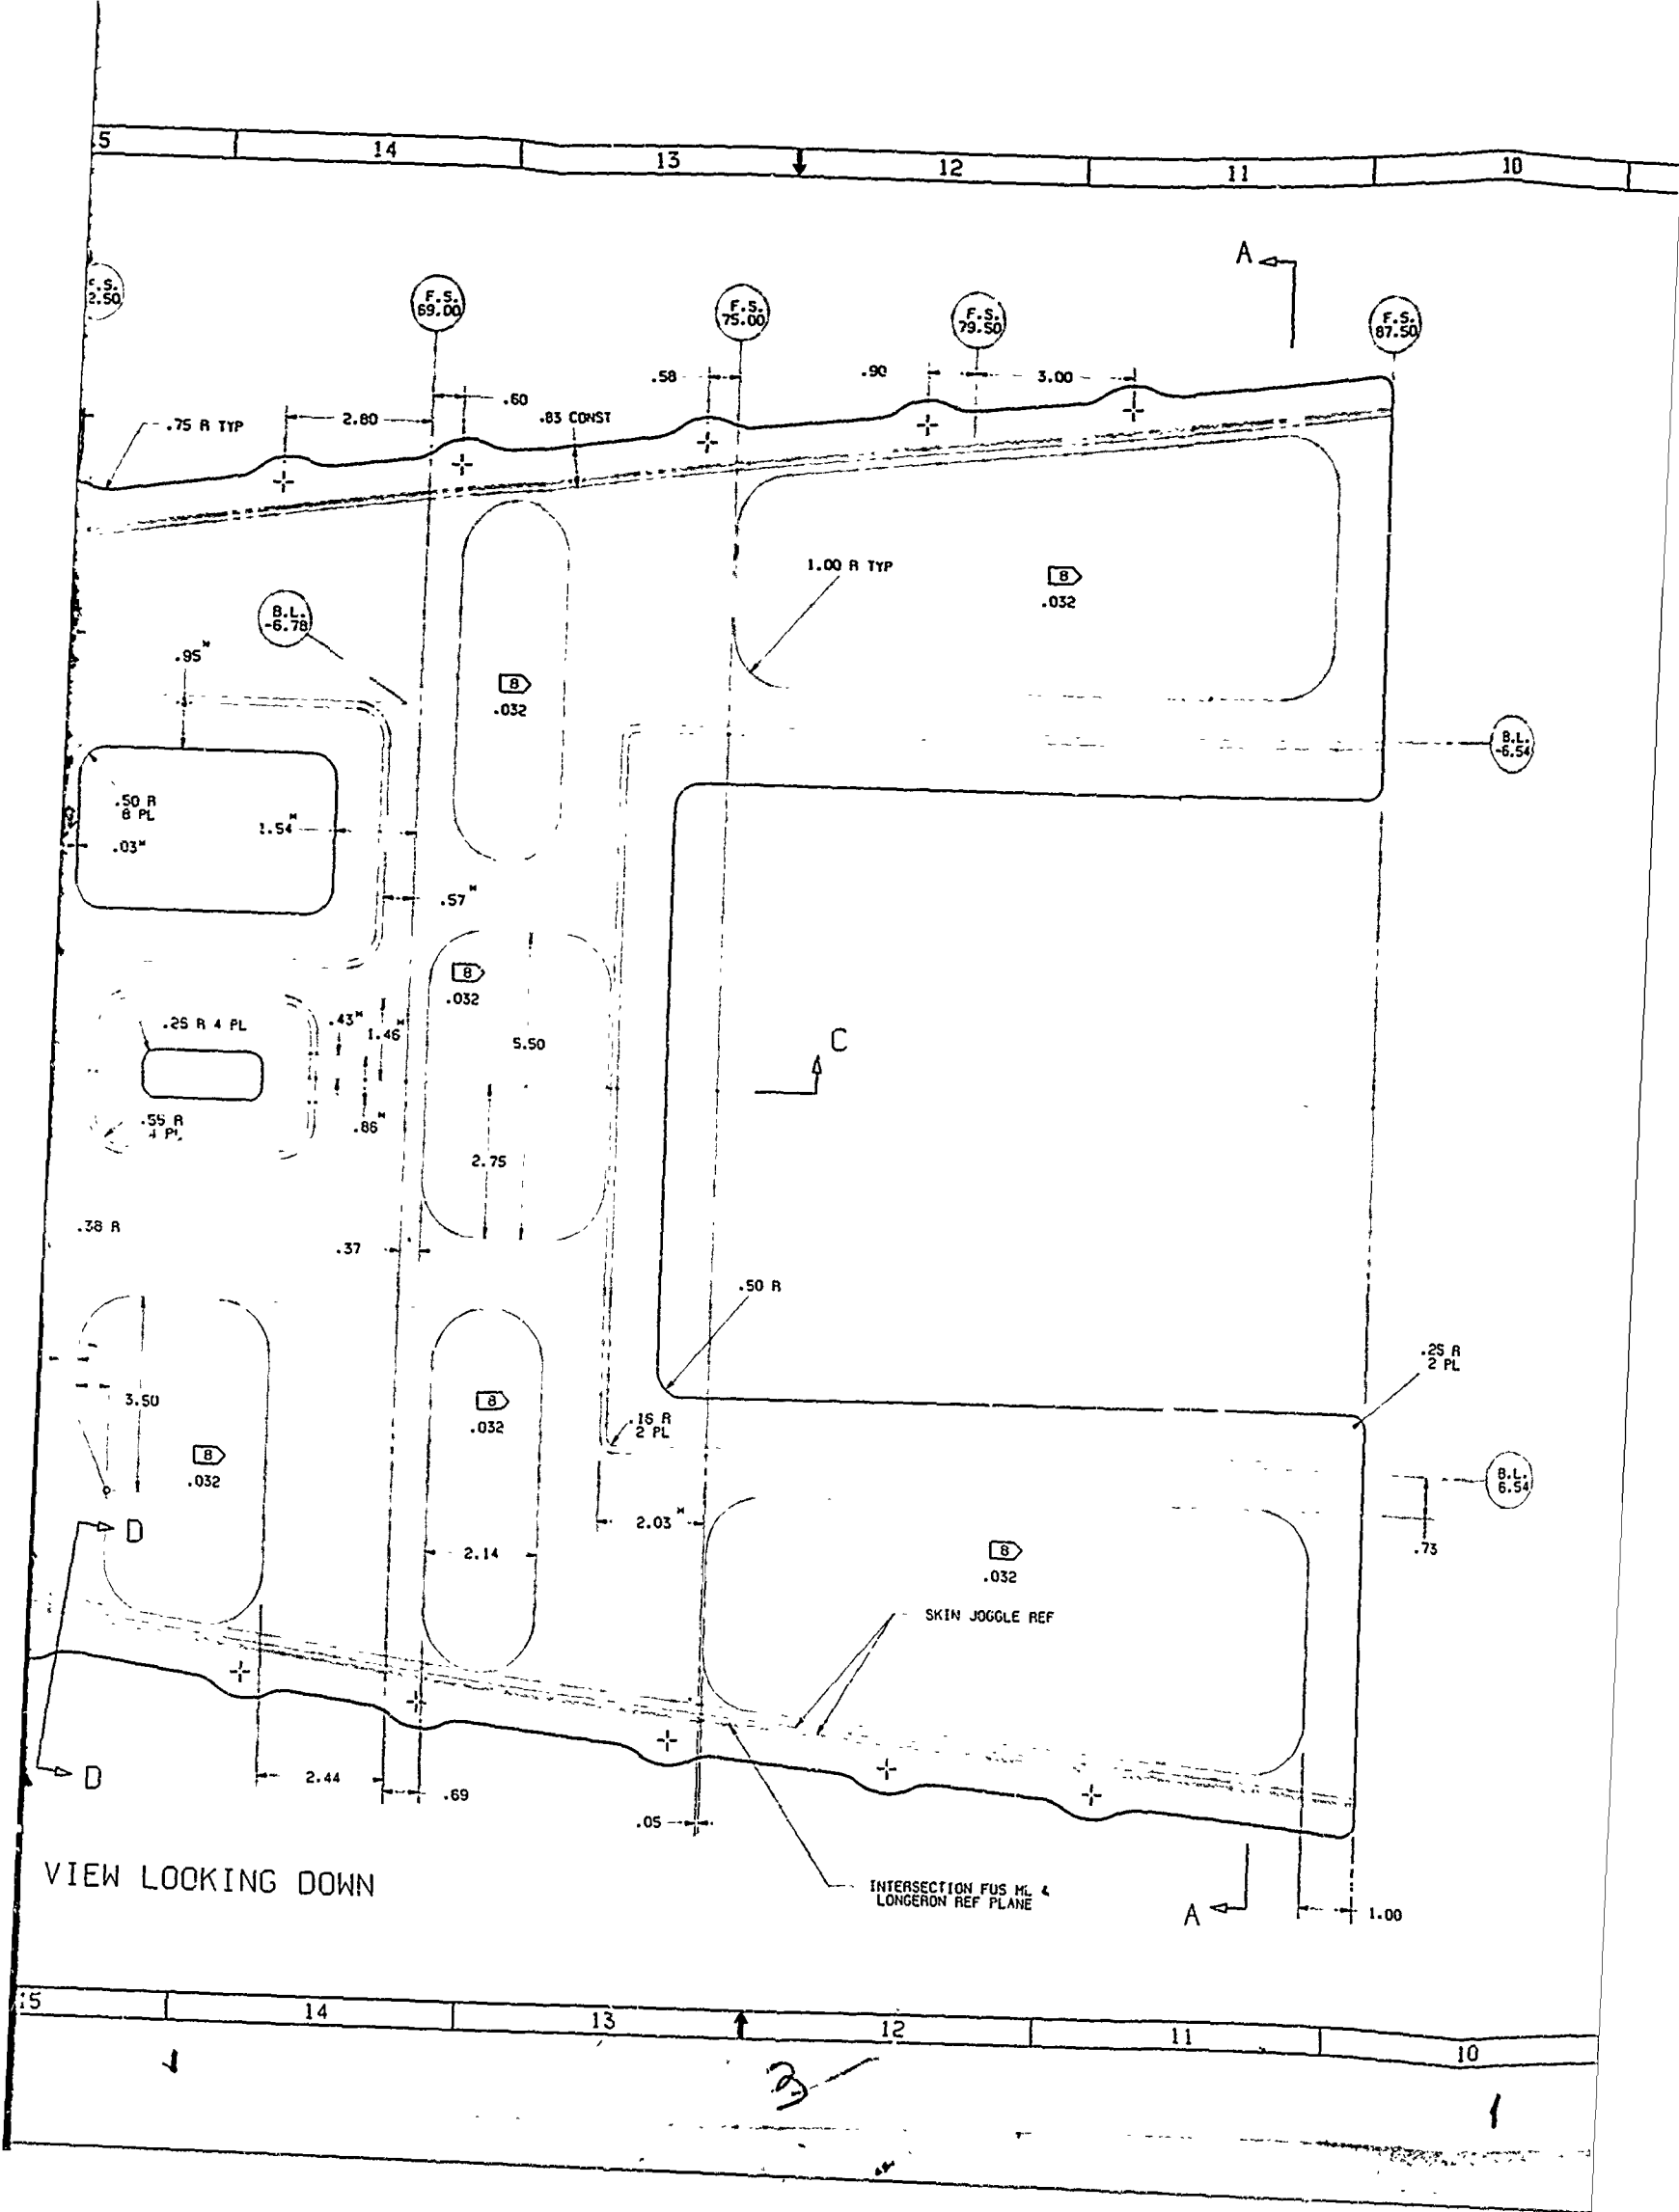 14
13
12
11
10
A
F.S.
69.00
F.S.
75.00
F.S.
79.50
F.S.
87.50
.58
.90
3.00
.60
2.80
.83 CONST
.75 R TYP
1.00 R TYP
8
.032
B.L.
-6.78
.95"
8
.032
B.L.
-6.54
.50 R
8 PL
1.54"
.03"
.57"
8
.032
.25 R 4 PL
.43"
1.46"
5.50
C
.55 R
4 PL
.86"
2.75
.38 R
.37
.50 R
.25 R
2 PL
3.50
8
.032
.16 R
2 PL
8
.032
B.L.
6.54
D
2.03"
2.14
8
.032
.73
SKIN JOGGLE REF
D
2.44
.69
.05
VIEW LOOKING DOWN
INTERSECTION FUS ML &
LONGERON REF PLANE
A
1.00
15
14
13
12
11
10
3
1